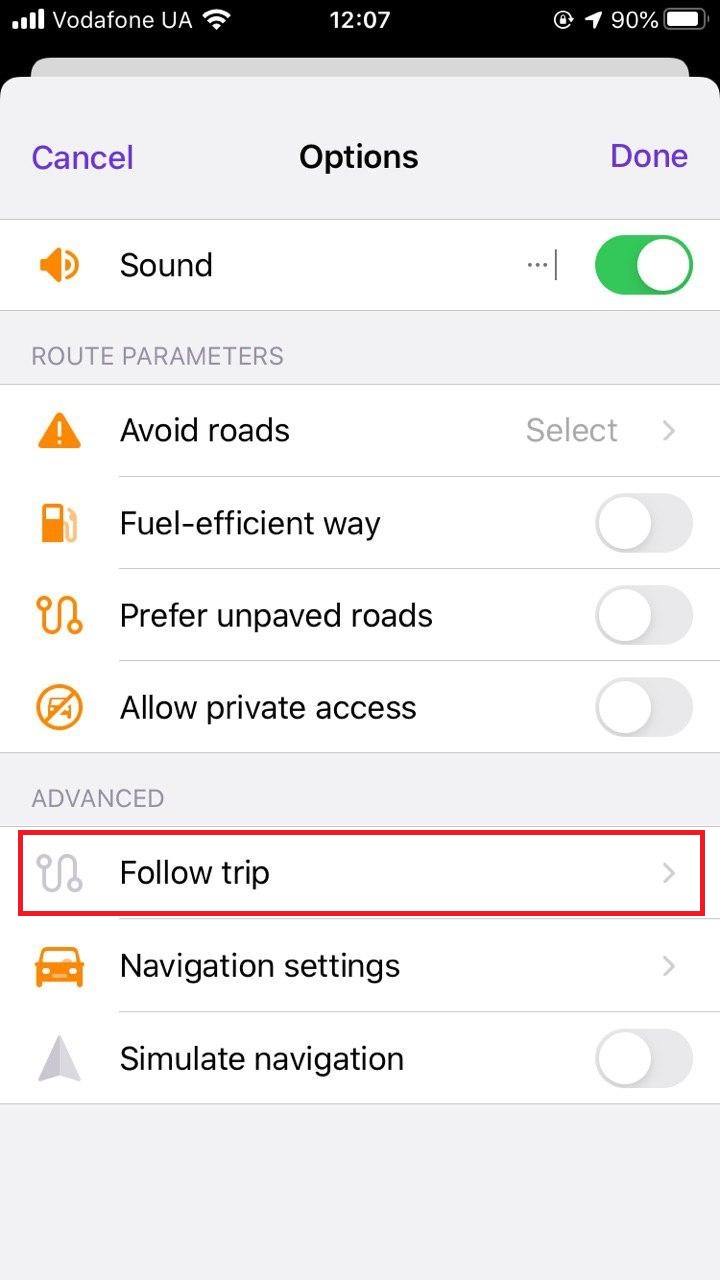 Vodafone UA 12:07 90%
Cancel Options Done
Sound
ROUTE PARAMETERS
Avoid roads Select
Fuel-efficient way
Prefer unpaved roads
Allow private access
ADVANCED
Follow trip
Navigation settings
Simulate navigation